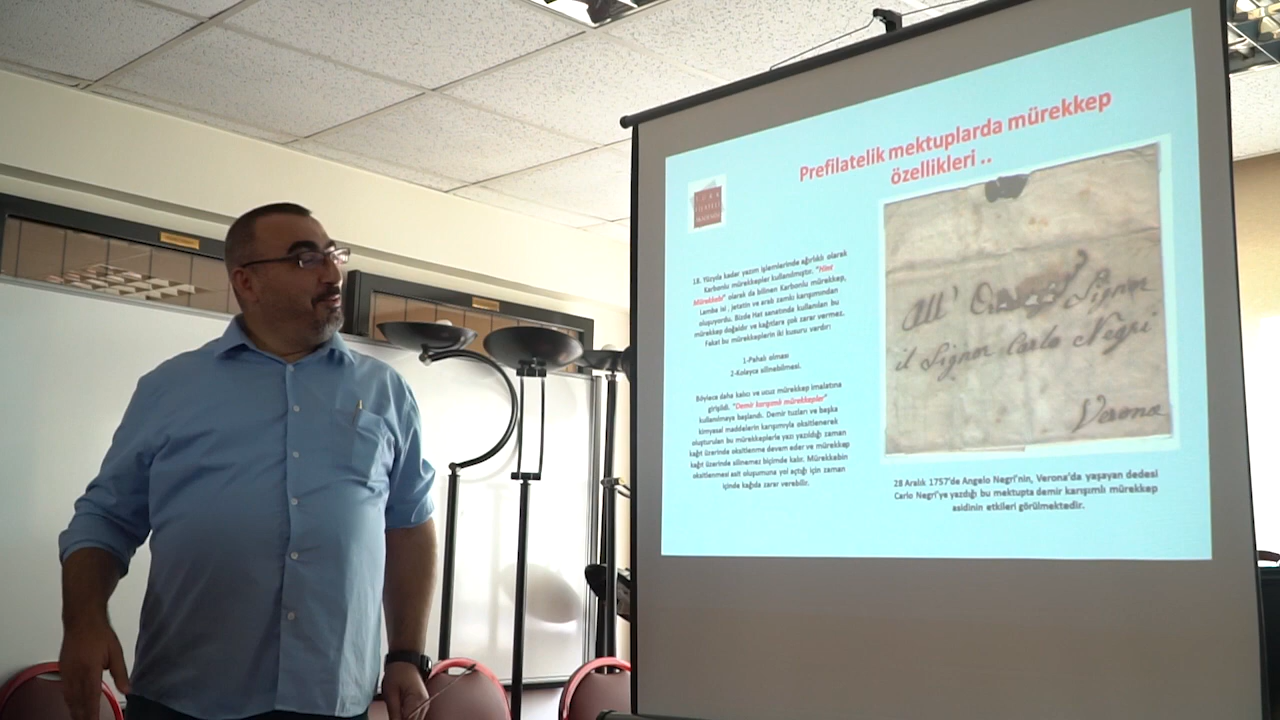 Prefilatelik mektuplarda mürekkep
özellikleri ..
18. Yüzyıla kadar yazım işlemlerinde ağırlıklı olarak
Karbonlu mürekkepler kullanılmıştır. "Hint
Mürekkebi" olarak da bilinen Karbonlu mürekkep,
Lamba isi , jelatin ve arab zamkı karışımından
oluşuyordu. Bizde Hat sanatında kullanılan bu
mürekkep doğaldır ve kağıtlara yok zarar vermez.
Fakat bu mürekkeplerin iki kusuru vardır:
1-Pahalı olması
2-Kolayca silinebilmesi.
Böylece daha kalıcı ve ucuz mürekkep imalatına
girişildi. "Demir karışımlı mürekkepler"
kullanılmaya başlandı. Demir tuzları ve başka
kimyasal maddelerin karışımıyla oksitlenerek
oluşturulan bu mürekkeplerle yazı yazıldığı zaman
kağıt üzerinde oksitlenme devam eder ve mürekkep
kağıt üzerinde silinemez biçimde kalır. Mürekkebin
oksitlenmesi asit oluşumuna yol açtığı için zaman
içinde kağıda zarar verebilir.
All' Signor
il Signor Carlo Negri
Verona
28 Aralık 1757'de Angelo Negri'nin, Verona'da yaşayan dedesi
Carlo Negri'ye yazdığı bu mektupta demir karışımlı mürekkep
asidinin etkileri görülmektedir.